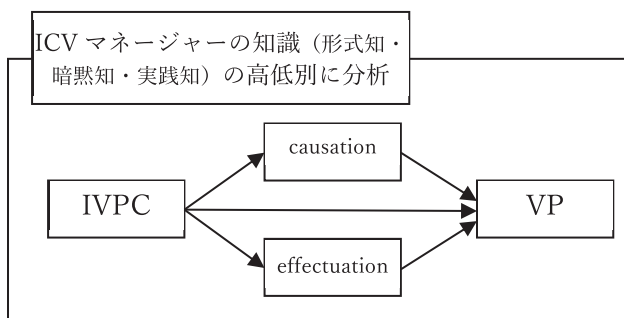 ICV マネージャーの知識（形式知・
暗黙知・実践知）の高低別に分析
causation
IVPC
VP
effectuation